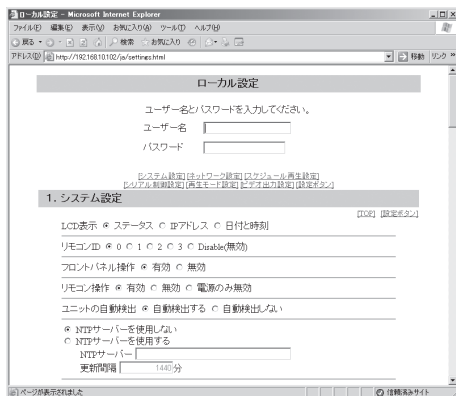 ローカル設定 - Microsoft Internet Explorer
ファイル(F) 編集(E) 表示(V) お気に入り(A) ツール(T) ヘルプ(H)
戻る 検索 お気に入り
アドレス(D) http://192.168.10.102/ja/settings.html 移動 リンク »
ローカル設定
ユーザー名とパスワードを入力してください。
ユーザー名
パスワード
[システム設定] [ネットワーク設定] [スケジュール再生設定]
[シリアル制御設定] [再生モード設定] [ビデオ出力設定] [設定ボタン]
1. システム設定
[TOP] [設定ボタン]
LCD表示 ステータス IPアドレス 日付と時刻
リモコンID 0 1 2 3 Disable(無効)
フロントパネル操作 有効 無効
リモコン操作 有効 無効 電源のみ無効
ユニットの自動検出 自動検出する 自動検出しない
NTPサーバーを使用しない
NTPサーバーを使用する
NTPサーバー
更新間隔 1440 分
ページが表示されました 信頼済みサイト